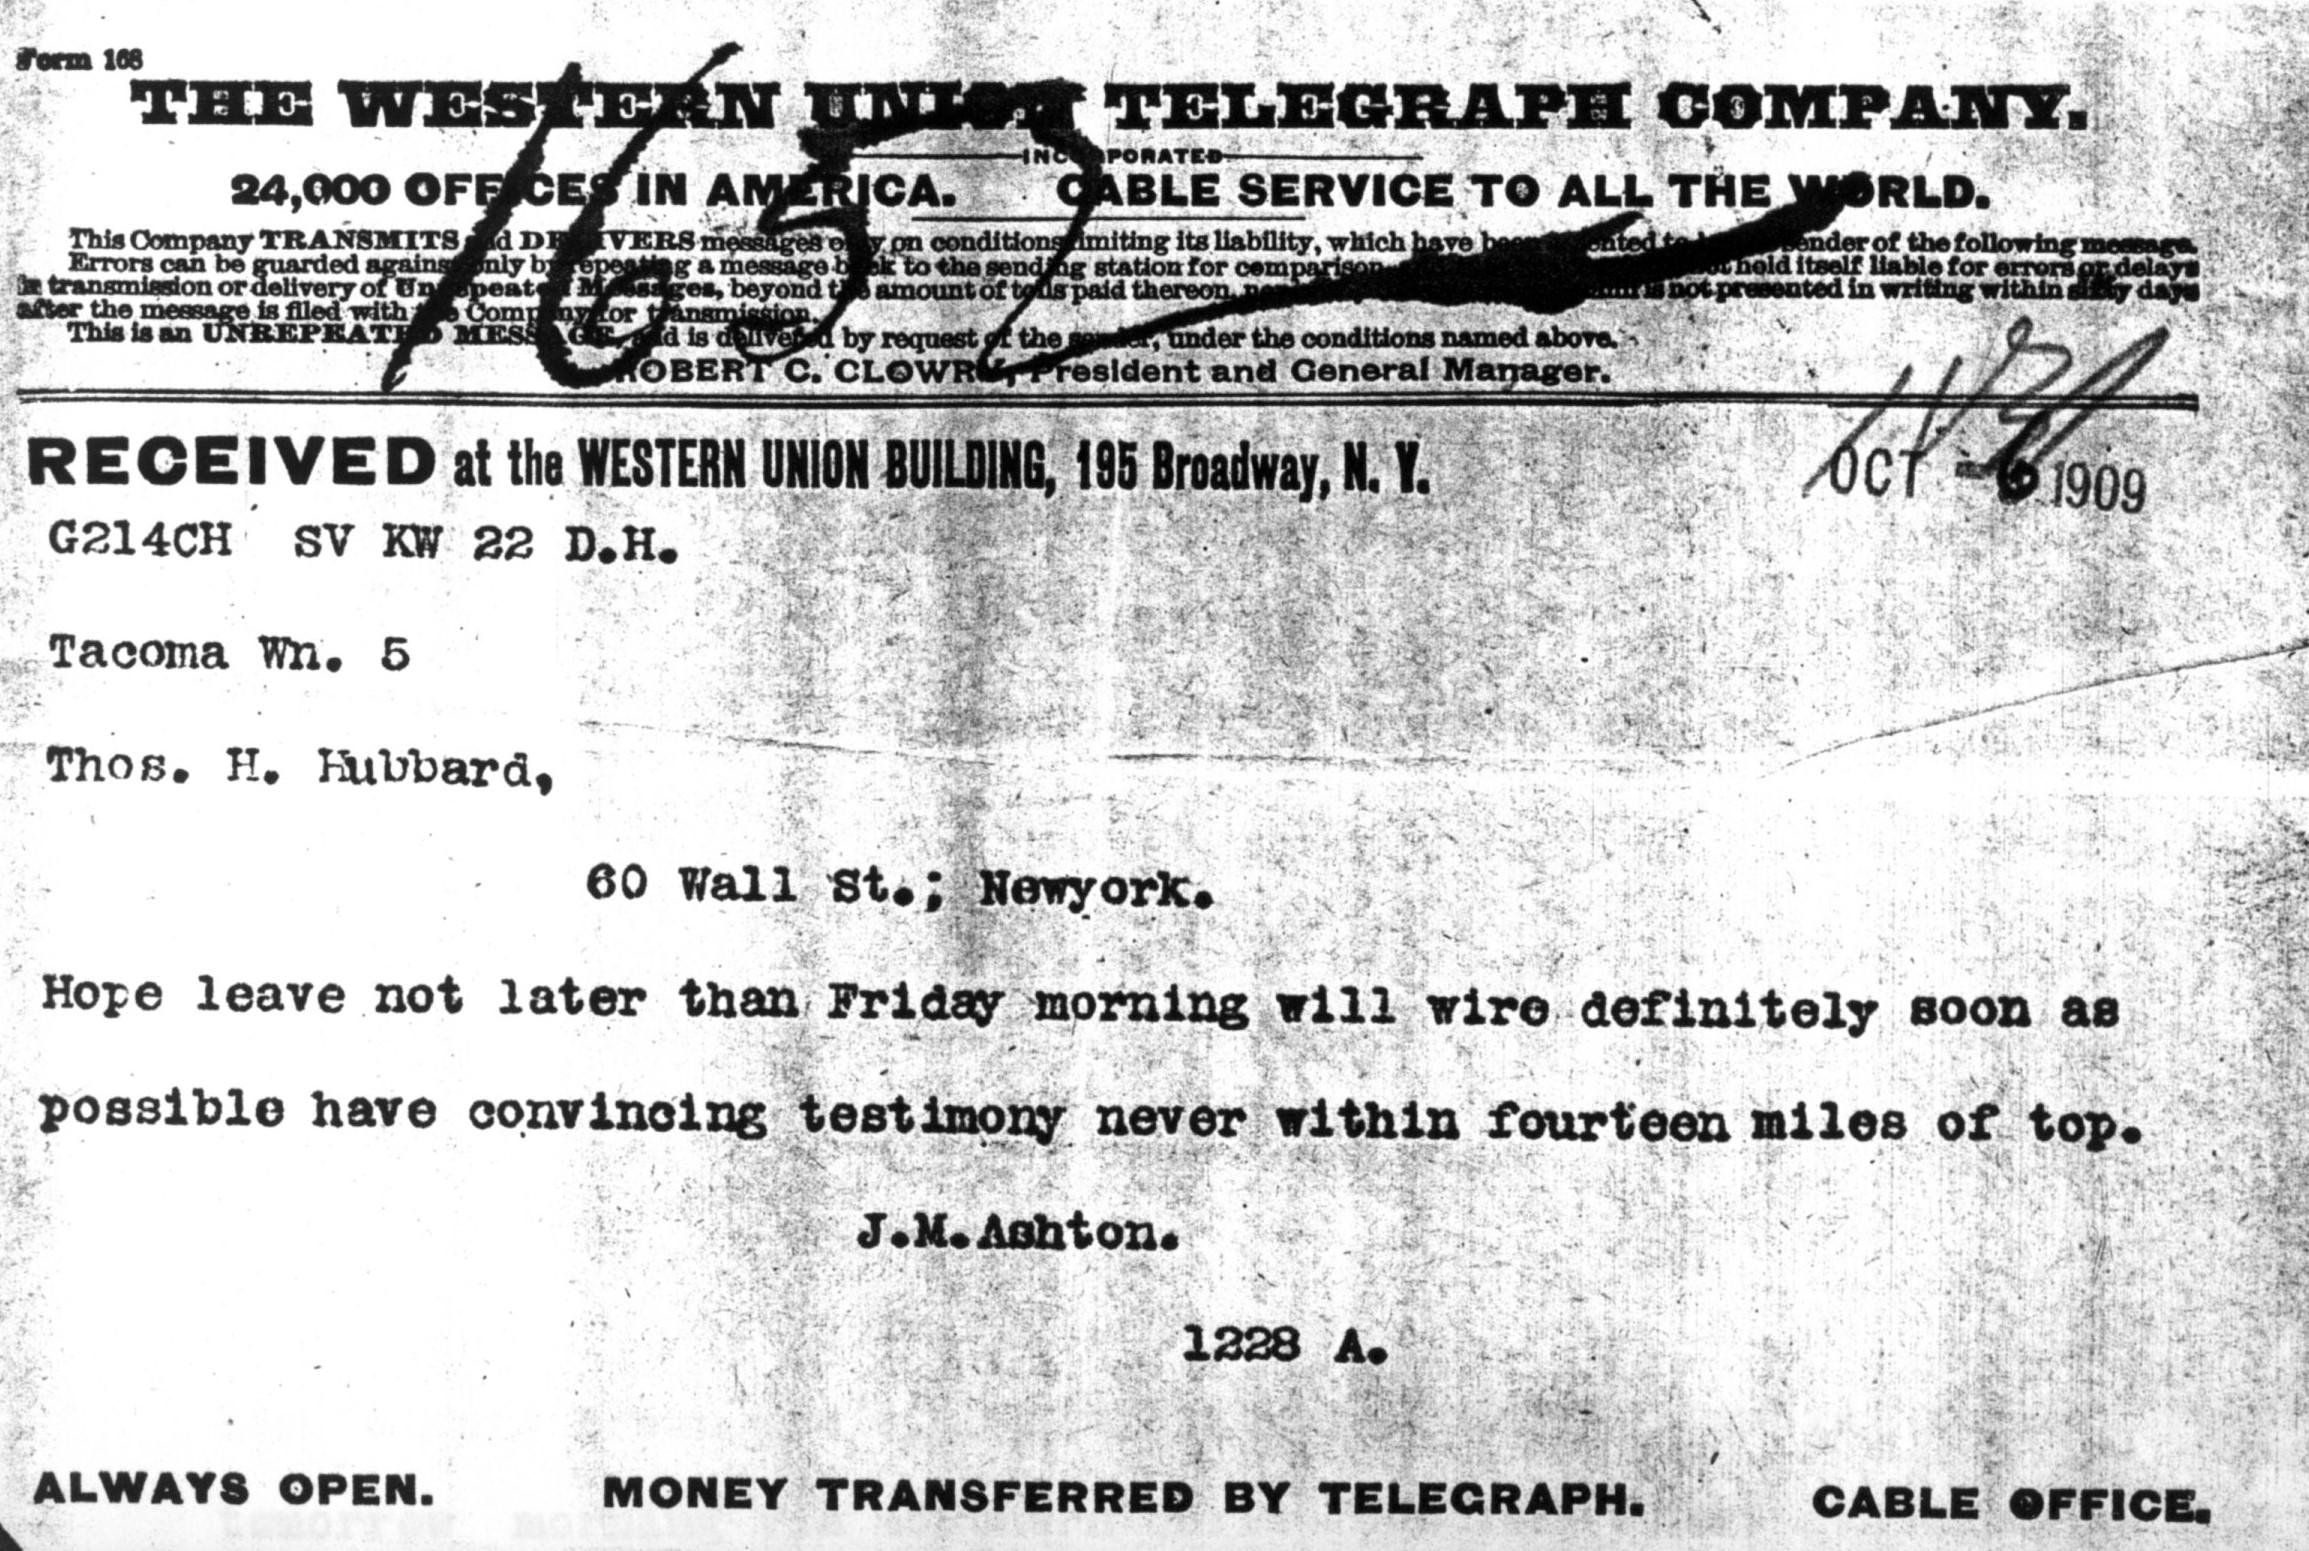 Form 168
THE WESTERN UNION TELEGRAPH COMPANY.
INCORPORATED
24,000 OFFICES IN AMERICA. CABLE SERVICE TO ALL THE WORLD.
This Company TRANSMITS and DELIVERS messages only on conditions limiting its liability, which have been assented to by the sender of the following message.
Errors can be guarded against only by repeating a message back to the sending station for comparison, hold itself liable for errors or delays
in transmission or delivery of Unrepeated Messages, beyond the amount of tolls paid thereon, is not presented in writing within sixty days
after the message is filed with the Company for transmission.
This is an UNREPEATED MESSAGE, and is delivered by request of the sender, under the conditions named above.
ROBERT C. CLOWRY, President and General Manager.
1652
RECEIVED at the WESTERN UNION BUILDING, 195 Broadway, N. Y.
OCT -6 1909
G214CH SV KW 22 D.H.
Tacoma Wn. 5
Thos. H. Hubbard,
60 Wall St.; Newyork.
Hope leave not later than Friday morning will wire definitely soon as
possible have convincing testimony never within fourteen miles of top.
J.M.Ashton.
1228 A.
ALWAYS OPEN. MONEY TRANSFERRED BY TELEGRAPH. CABLE OFFICE.